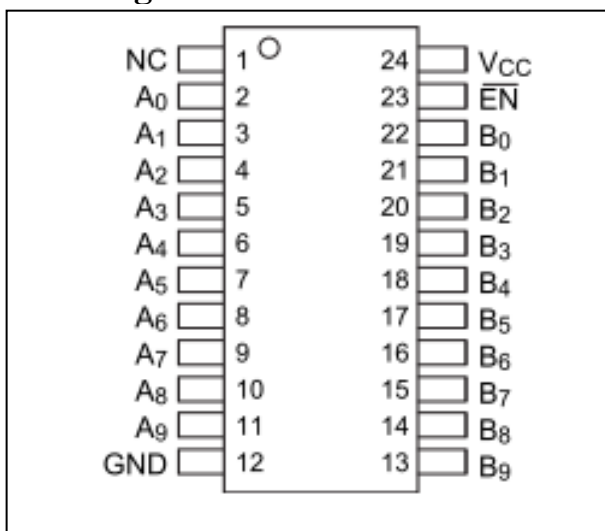 NC 1 24 VCC
A0 2 23 EN
A1 3 22 B0
A2 4 21 B1
A3 5 20 B2
A4 6 19 B3
A5 7 18 B4
A6 8 17 B5
A7 9 16 B6
A8 10 15 B7
A9 11 14 B8
GND 12 13 B9